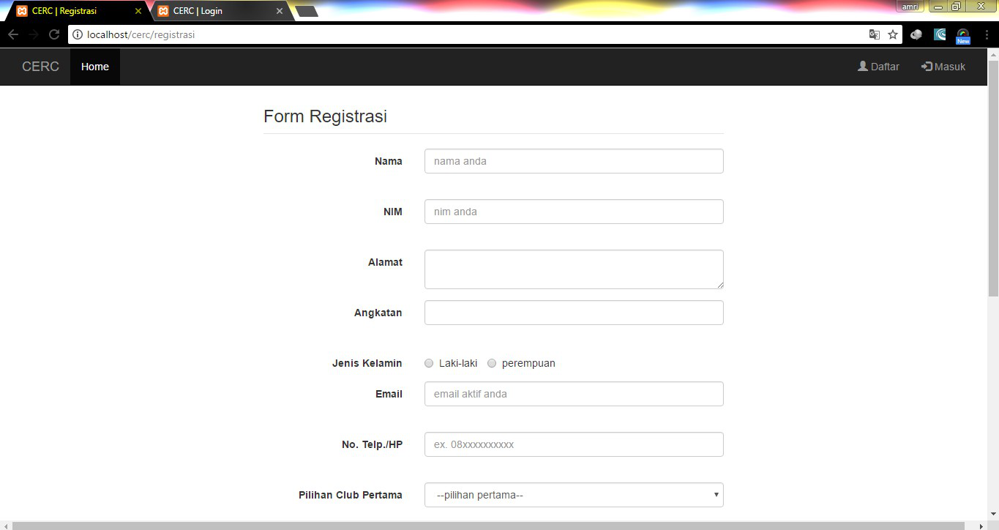 CERC | Registrasi
CERC | Login
amri
localhost/cerc/registrasi
New
CERC
Home
Daftar
Masuk
Form Registrasi
Nama
nama anda
NIM
nim anda
Alamat
Angkatan
Jenis Kelamin
Laki-laki
perempuan
Email
email aktif anda
No. Telp./HP
ex. 08xxxxxxxxxx
Pilihan Club Pertama
--pilihan pertama--